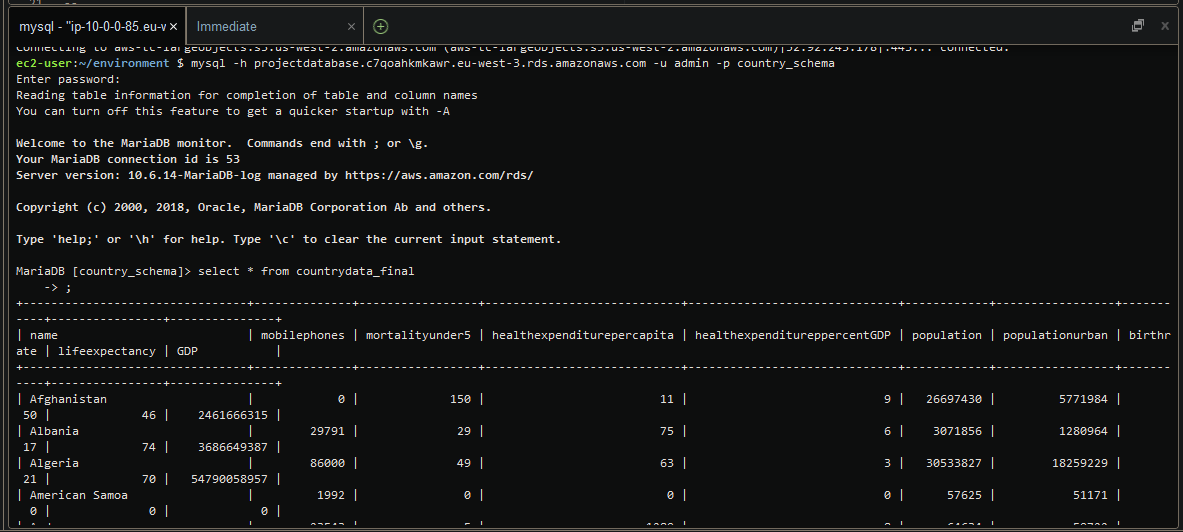 mysql - "ip-10-0-0-85.eu-w ×
Immediate ×
Connecting to aws-tc-largeobjects.s3.us-west-2.amazonaws.com (aws-tc-largeobjects.s3.us-west-2.amazonaws.com)|52.92.245.178|:443... connected.
ec2-user:~/environment $ mysql -h projectdatabase.c7qoahkmkawr.eu-west-3.rds.amazonaws.com -u admin -p country_schema
Enter password:
Reading table information for completion of table and column names
You can turn off this feature to get a quicker startup with -A
Welcome to the MariaDB monitor.  Commands end with ; or \g.
Your MariaDB connection id is 53
Server version: 10.6.14-MariaDB-log managed by https://aws.amazon.com/rds/
Copyright (c) 2000, 2018, Oracle, MariaDB Corporation Ab and others.
Type 'help;' or '\h' for help. Type '\c' to clear the current input statement.
MariaDB [country_schema]> select * from countrydata_final
    -> ;
| name | mobilephones | mortalityunder5 | healthexpenditurepercapita | healthexpenditureppercentGDP | population | populationurban | birthr
ate | lifeexpectancy | GDP |
| Afghanistan | 0 | 150 | 11 | 9 | 26697430 | 5771984 |
50 | 46 | 2461666315 |
| Albania | 29791 | 29 | 75 | 6 | 3071856 | 1280964 |
17 | 74 | 3686649387 |
| Algeria | 86000 | 49 | 63 | 3 | 30533827 | 18259229 |
21 | 70 | 54790058957 |
| American Samoa | 1992 | 0 | 0 | 0 | 57625 | 51171 |
0 | 0 | 0 |